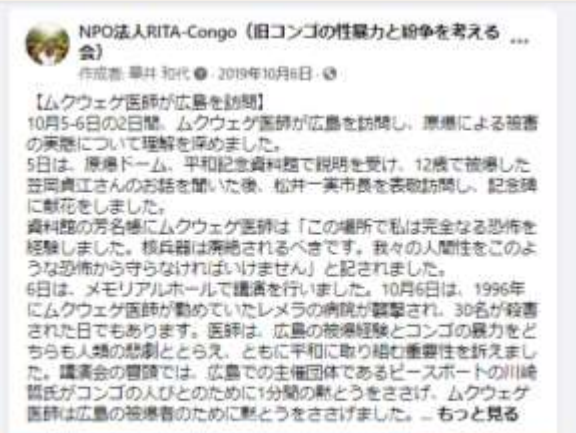 NPO法人RITA-Congo（旧コンゴの性暴力と紛争を考える ...
会）
作成者: 華井 和代 · 2019年10月6日 ·
【ムクウェゲ医師が広島を訪問】
10月5-6日の2日間、ムクウェゲ医師が広島を訪問し、原爆による被害
の実態について理解を深めました。
5日は、原爆ドーム、平和記念資料館で説明を受け、12歳で被爆した
笠岡貞江さんのお話を聞いた後、松井一実市長を表敬訪問し、記念碑
に献花をしました。
資料館の芳名帳にムクウェゲ医師は「この場所で私は完全なる恐怖を
経験しました。核兵器は廃絶されるべきです。我々の人間性をこのよ
うな恐怖から守らなければいけません」と記されました。
6日は、メモリアルホールで講演を行いました。10月6日は、1996年
にムクウェゲ医師が勤めていたレメラの病院が襲撃され、30名が殺害
された日でもあります。医師は、広島の被爆経験とコンゴの暴力をど
ちらも人類の悲劇ととらえ、ともに平和に取り組む重要性を訴えまし
た。講演会の冒頭では、広島での主催団体であるピースボートの川崎
哲氏がコンゴの人びとのために1分間の黙とうをささげ、ムクウェゲ
医師は広島の被爆者のために黙とうをささげました。... もっと見る